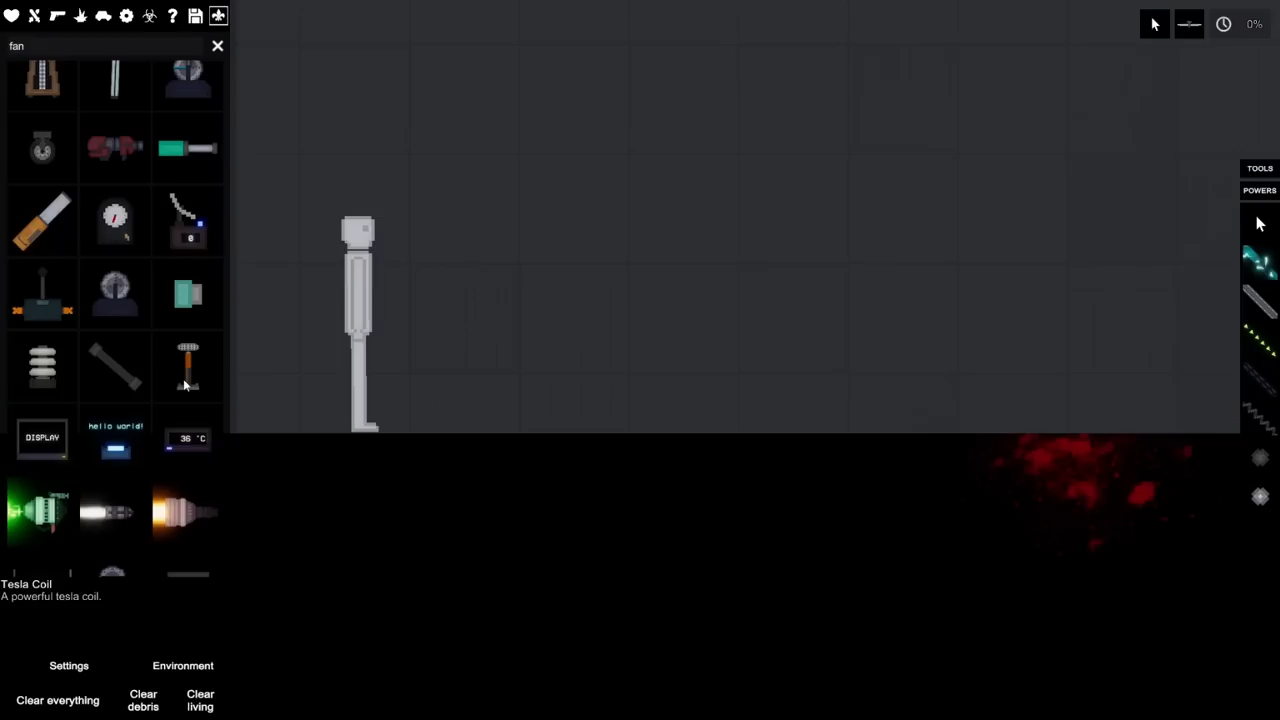 fan
0%
TOOLS
POWERS
0
DISPLAY
hello world!
36 °C
Tesla Coil
A powerful tesla coil.
Settings
Environment
Clear everything
Clear debris
Clear living